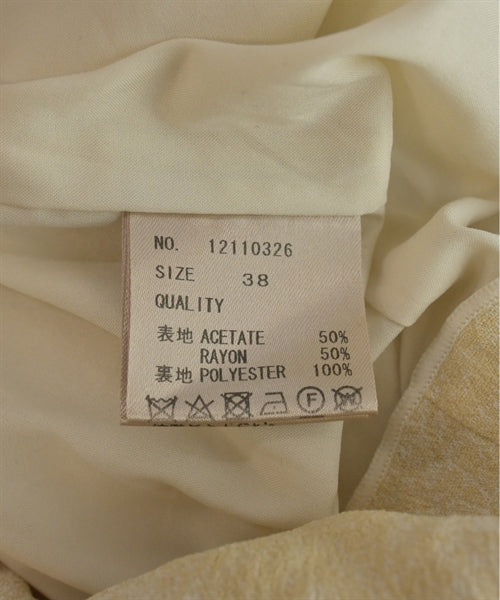 NO. 12110326
SIZE 38
QUALITY
表地 ACETATE 50%
RAYON 50%
裏地 POLYESTER 100%
F W